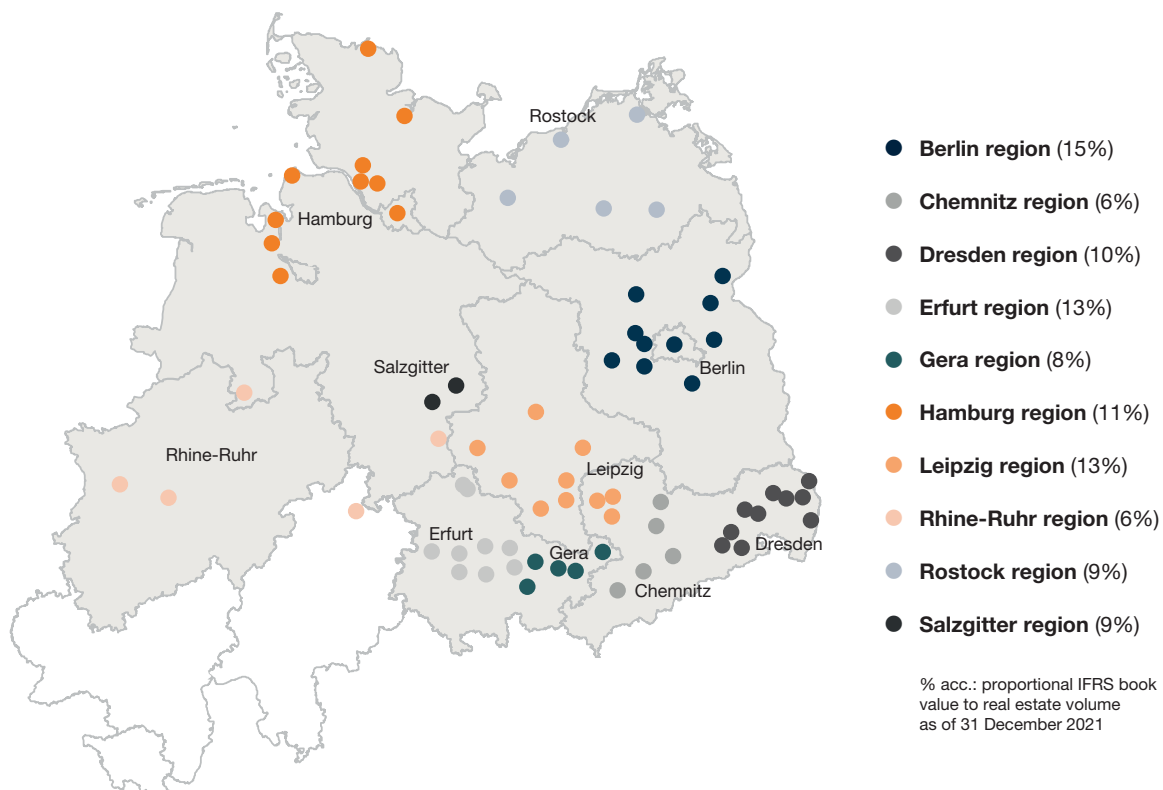 Rostock
Hamburg
Salzgitter
Berlin
Rhine-Ruhr
Leipzig
Erfurt
Gera
Dresden
Chemnitz
Berlin region (15%)
Chemnitz region (6%)
Dresden region (10%)
Erfurt region (13%)
Gera region (8%)
Hamburg region (11%)
Leipzig region (13%)
Rhine-Ruhr region (6%)
Rostock region (9%)
Salzgitter region (9%)
% acc.: proportional IFRS book
value to real estate volume
as of 31 December 2021